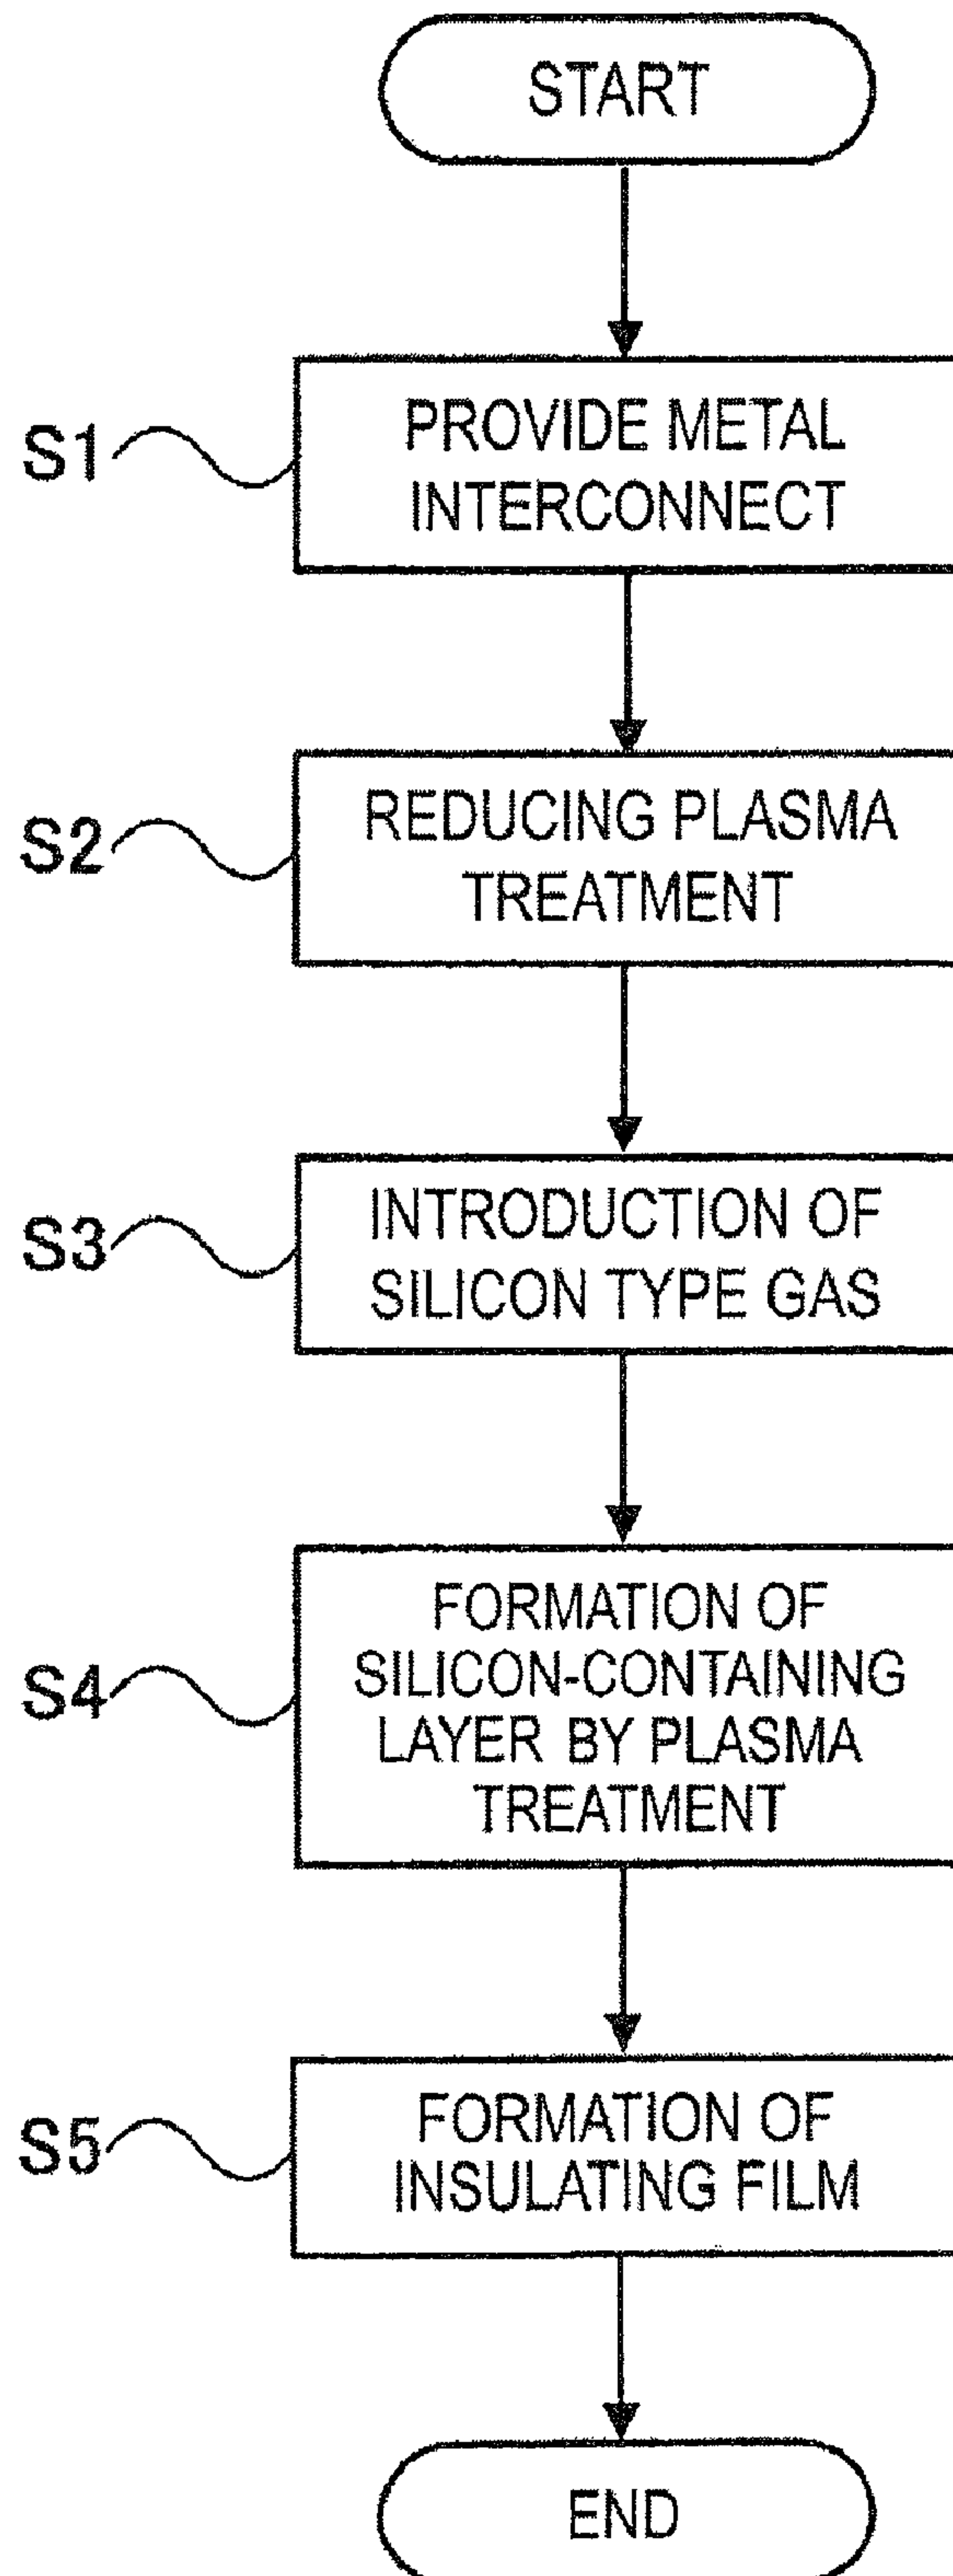 START
S1
PROVIDE METAL
INTERCONNECT
S2
REDUCING PLASMA
TREATMENT
S3
INTRODUCTION OF
SILICON TYPE GAS
S4
FORMATION OF
SILICON-CONTAINING
LAYER BY PLASMA
TREATMENT
S5
FORMATION OF
INSULATING FILM
END